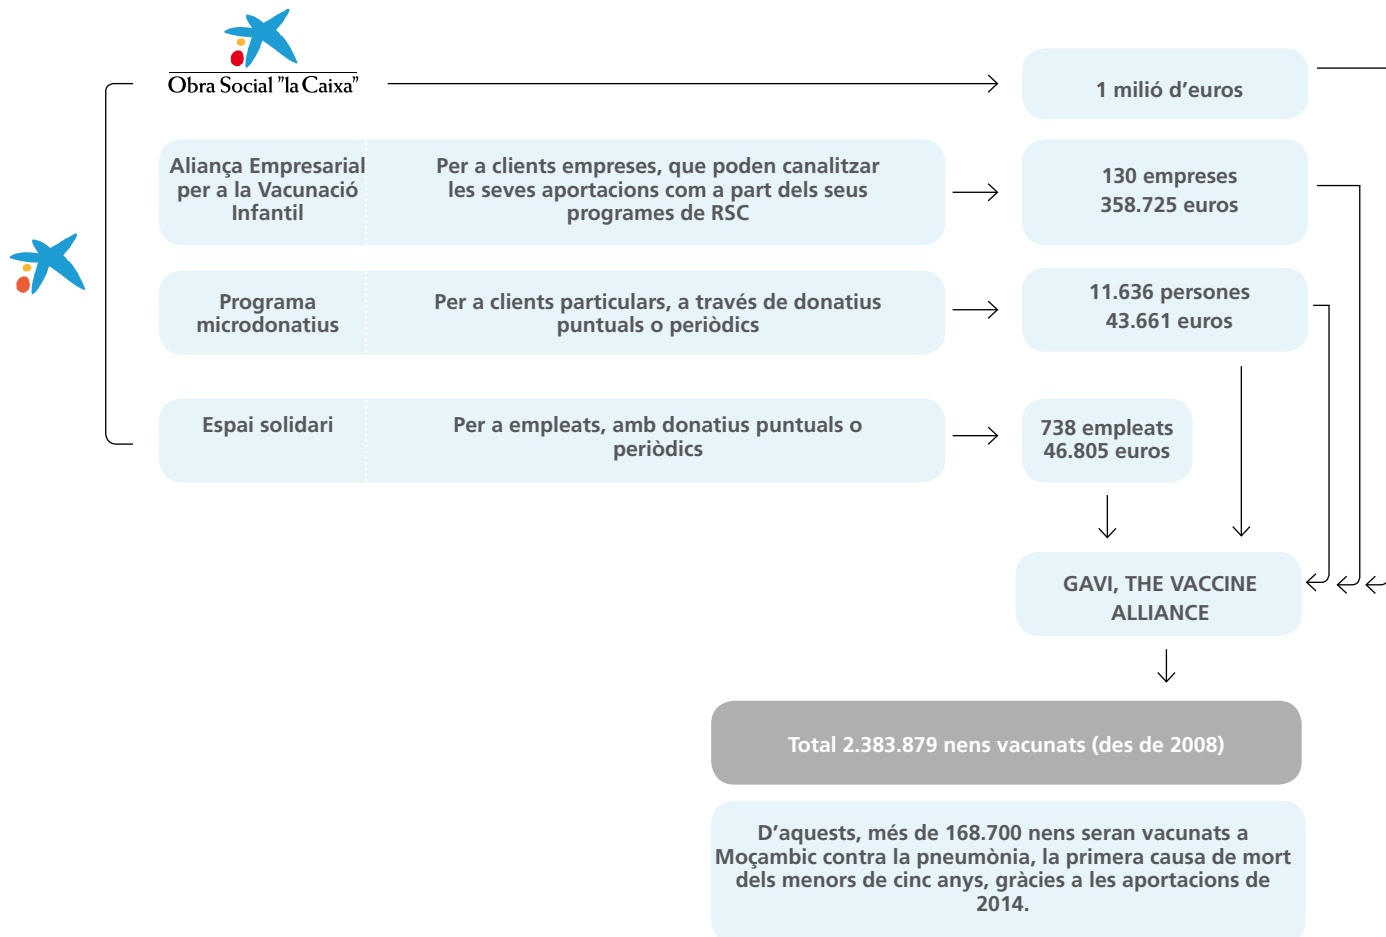 Obra Social "la Caixa"
1 milió d'euros
Aliança Empresarial
per a la Vacunació
Infantil
Per a clients empreses, que poden canalitzar
les seves aportacions com a part dels seus
programes de RSC
130 empreses
358.725 euros
Programa
microdonatius
Per a clients particulars, a través de donatius
puntuals o periòdics
11.636 persones
43.661 euros
Espai solidari
Per a empleats, amb donatius puntuals o
periòdics
738 empleats
46.805 euros
GAVI, THE VACCINE
ALLIANCE
Total 2.383.879 nens vacunats (des de 2008)
D'aquests, més de 168.700 nens seran vacunats a
Moçambic contra la pneumònia, la primera causa de mort
dels menors de cinc anys, gràcies a les aportacions de
2014.